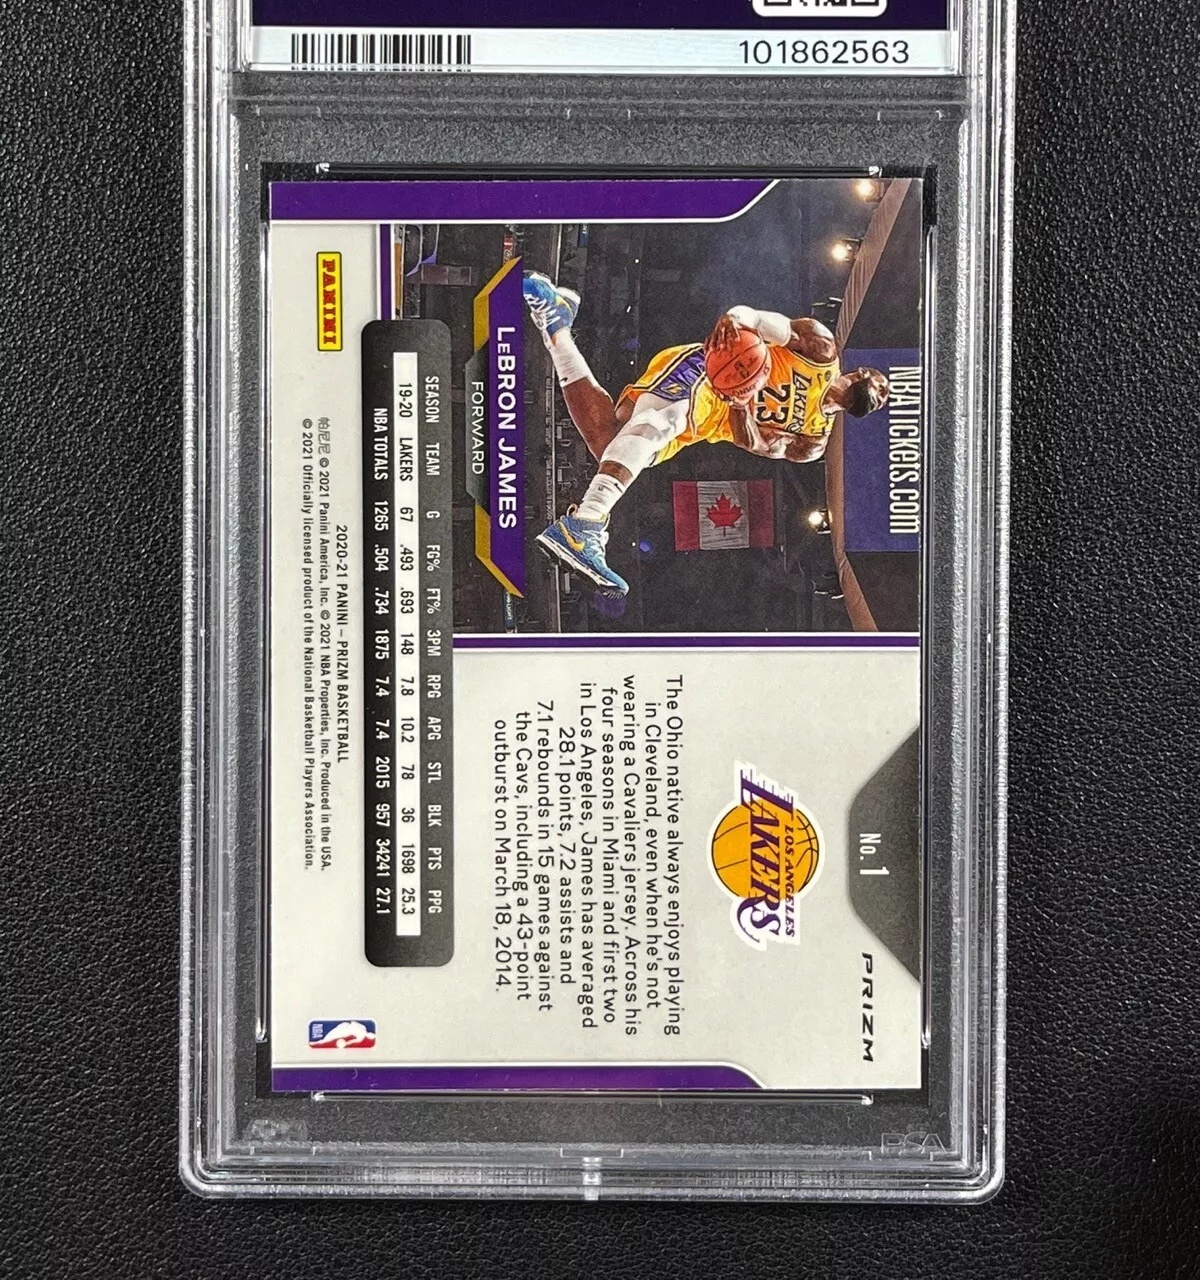 101862563
NBATICKETS.COM
LAKERS
23
LeBRON JAMES
FORWARD
No. 1
PRIZM
LOS ANGELES
LAKERS
The Ohio native always enjoys playing
in Cleveland, even when he's not
wearing a Cavaliers jersey. Across his
four seasons in Miami and first two
in Los Angeles, James has averaged
28.1 points, 7.2 assists and
7.1 rebounds in 15 games against
the Cavs, including a 43-point
outburst on March 18, 2014.
SEASON TEAM G FG% FT% 3PM RPG APG STL BLK PTS PPG
19-20 LAKERS 67 .493 .693 148 7.8 10.2 78 36 1698 25.3
NBA TOTALS 1265 .504 .734 1875 7.4 7.4 2015 957 34241 27.1
PANINI
2020-21 PANINI – PRIZM BASKETBALL
帕尼尼 © 2021 Panini America, Inc. © 2021 NBA Properties, Inc. Produced in the USA.
© 2021 Officially licensed product of the National Basketball Players Association.
NBA
PSA